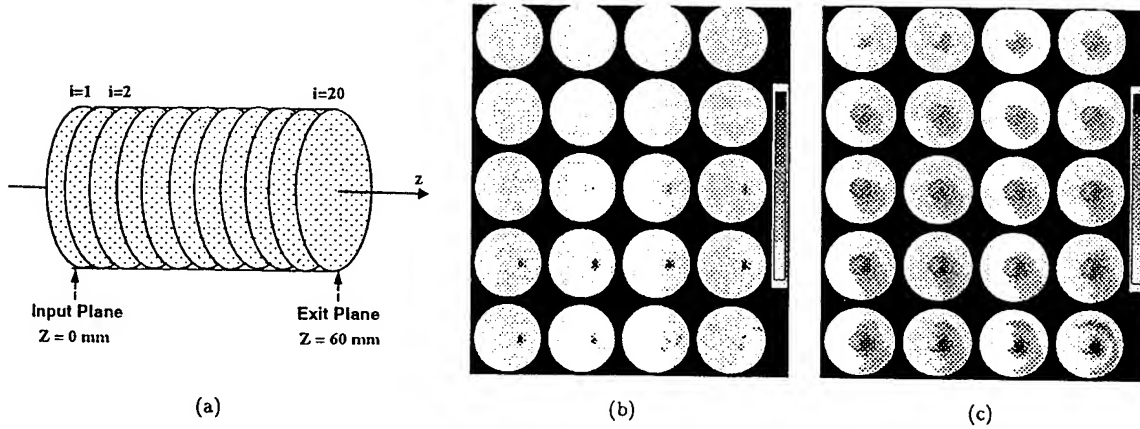 i=1 i=2 i=20
z
Input Plane
Z = 0 mm
Exit Plane
Z = 60 mm
(a)
(b)
(c)